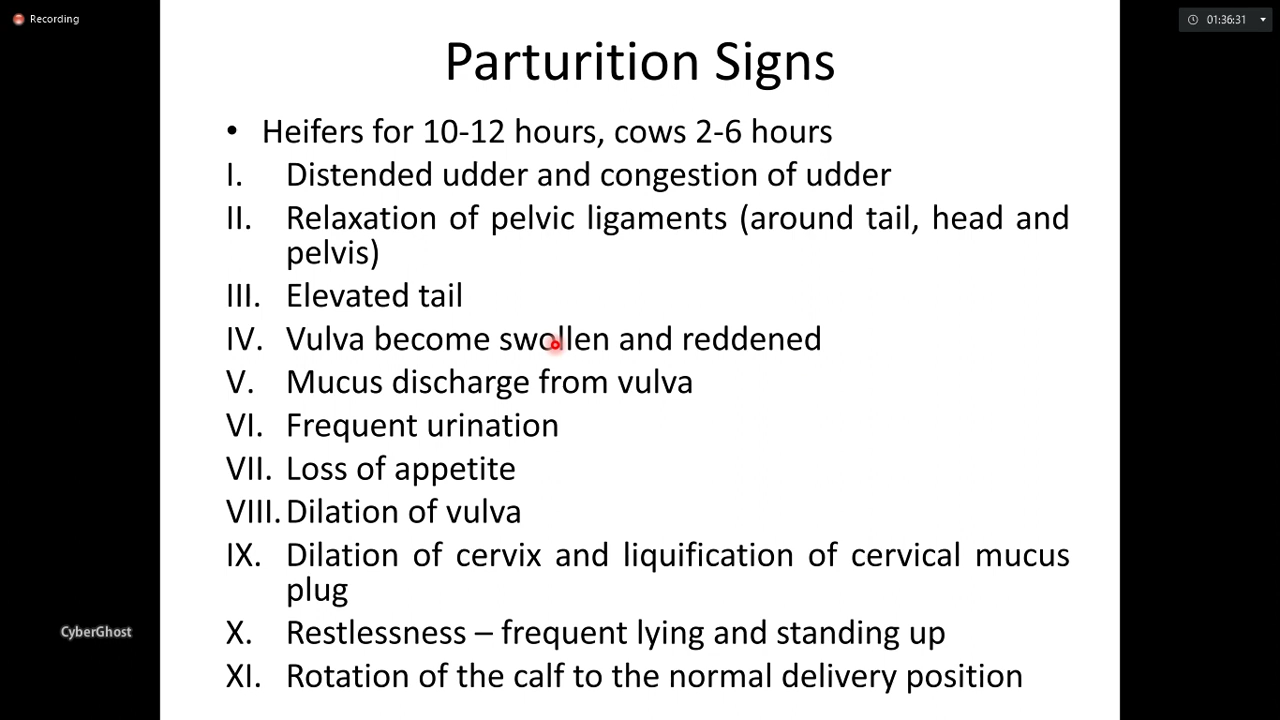 Recording
01:36:31
Parturition Signs
• Heifers for 10-12 hours, cows 2-6 hours
I. Distended udder and congestion of udder
II. Relaxation of pelvic ligaments (around tail, head and
pelvis)
III. Elevated tail
IV. Vulva become swollen and reddened
V. Mucus discharge from vulva
VI. Frequent urination
VII. Loss of appetite
VIII. Dilation of vulva
IX. Dilation of cervix and liquification of cervical mucus
plug
CyberGhost
X. Restlessness – frequent lying and standing up
XI. Rotation of the calf to the normal delivery position